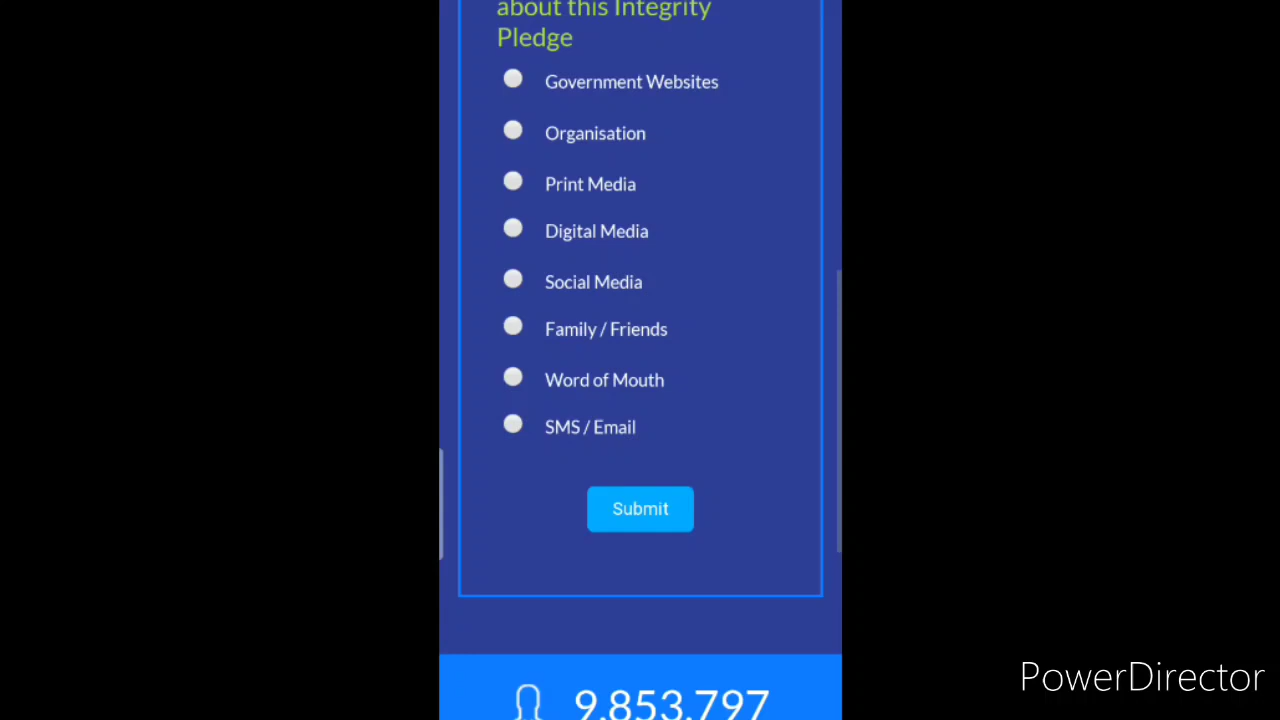 about this Integrity
Pledge
Government Websites
Organisation
Print Media
Digital Media
Social Media
Family / Friends
Word of Mouth
SMS / Email
Submit
9,853,797
PowerDirector